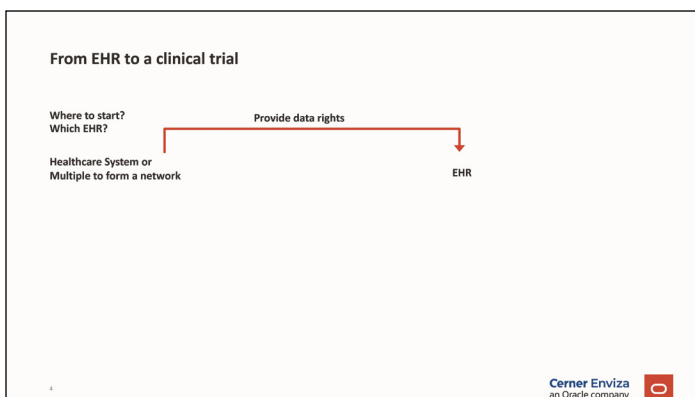 From EHR to a clinical trial
Where to start?
Which EHR?
Provide data rights
Healthcare System or
Multiple to form a network
EHR
4
Cerner Enviza
an Oracle company